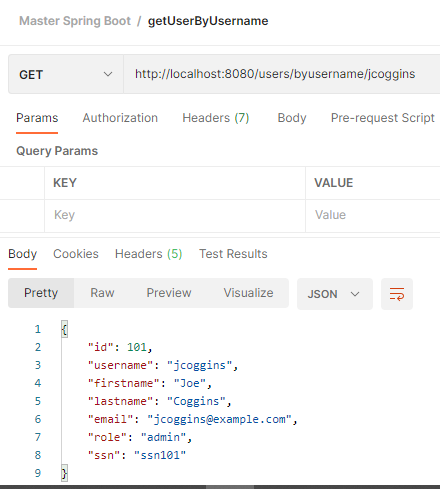 Master Spring Boot / getUserByUsername
GET http://localhost:8080/users/byusername/jcoggins
Params Authorization Headers (7) Body Pre-request Script
Query Params
KEY VALUE
Key Value
Body Cookies Headers (5) Test Results
Pretty Raw Preview Visualize JSON
1 {
2 "id": 101,
3 "username": "jcoggins",
4 "firstname": "Joe",
5 "lastname": "Coggins",
6 "email": "jcoggins@example.com",
7 "role": "admin",
8 "ssn": "ssn101"
9 }